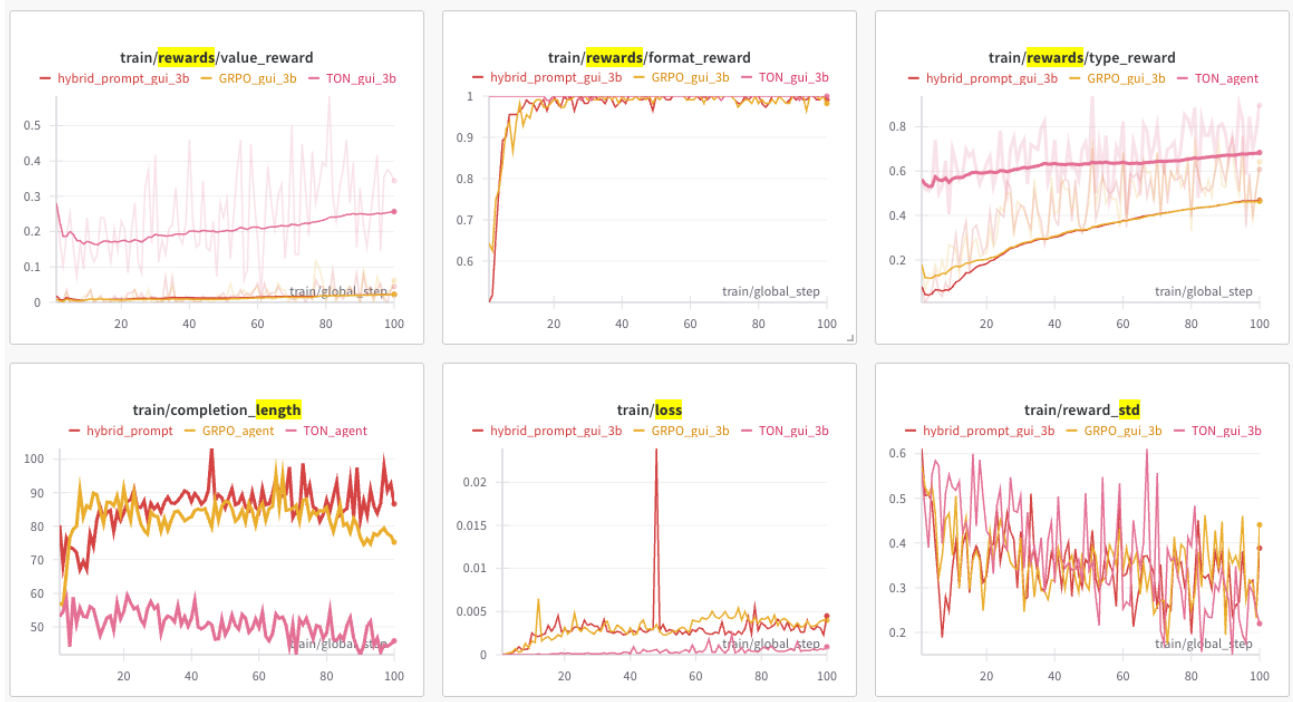 train/rewards/value_reward
hybrid_prompt_gui_3b GRPO_gui_3b TON_gui_3b
0.5
0.4
0.3
0.2
0.1
0
train/global_step
20 40 60 80 100
train/rewards/format_reward
hybrid_prompt_gui_3b GRPO_gui_3b TON_gui_3b
1
0.9
0.8
0.7
0.6
train/global_step
20 40 60 80 100
train/rewards/type_reward
hybrid_prompt_gui_3b GRPO_gui_3b TON_agent
0.8
0.6
0.4
0.2
train/global_step
20 40 60 80 100
train/completion_length
hybrid_prompt GRPO_agent TON_agent
100
90
80
70
60
50
train/global_step
20 40 60 80 100
train/loss
hybrid_prompt_gui_3b GRPO_gui_3b TON_gui_3b
0.02
0.015
0.01
0.005
0
train/global_step
20 40 60 80 100
train/reward_std
hybrid_prompt_gui_3b GRPO_gui_3b TON_gui_3b
0.6
0.5
0.4
0.3
0.2
train/global_step
20 40 60 80 100